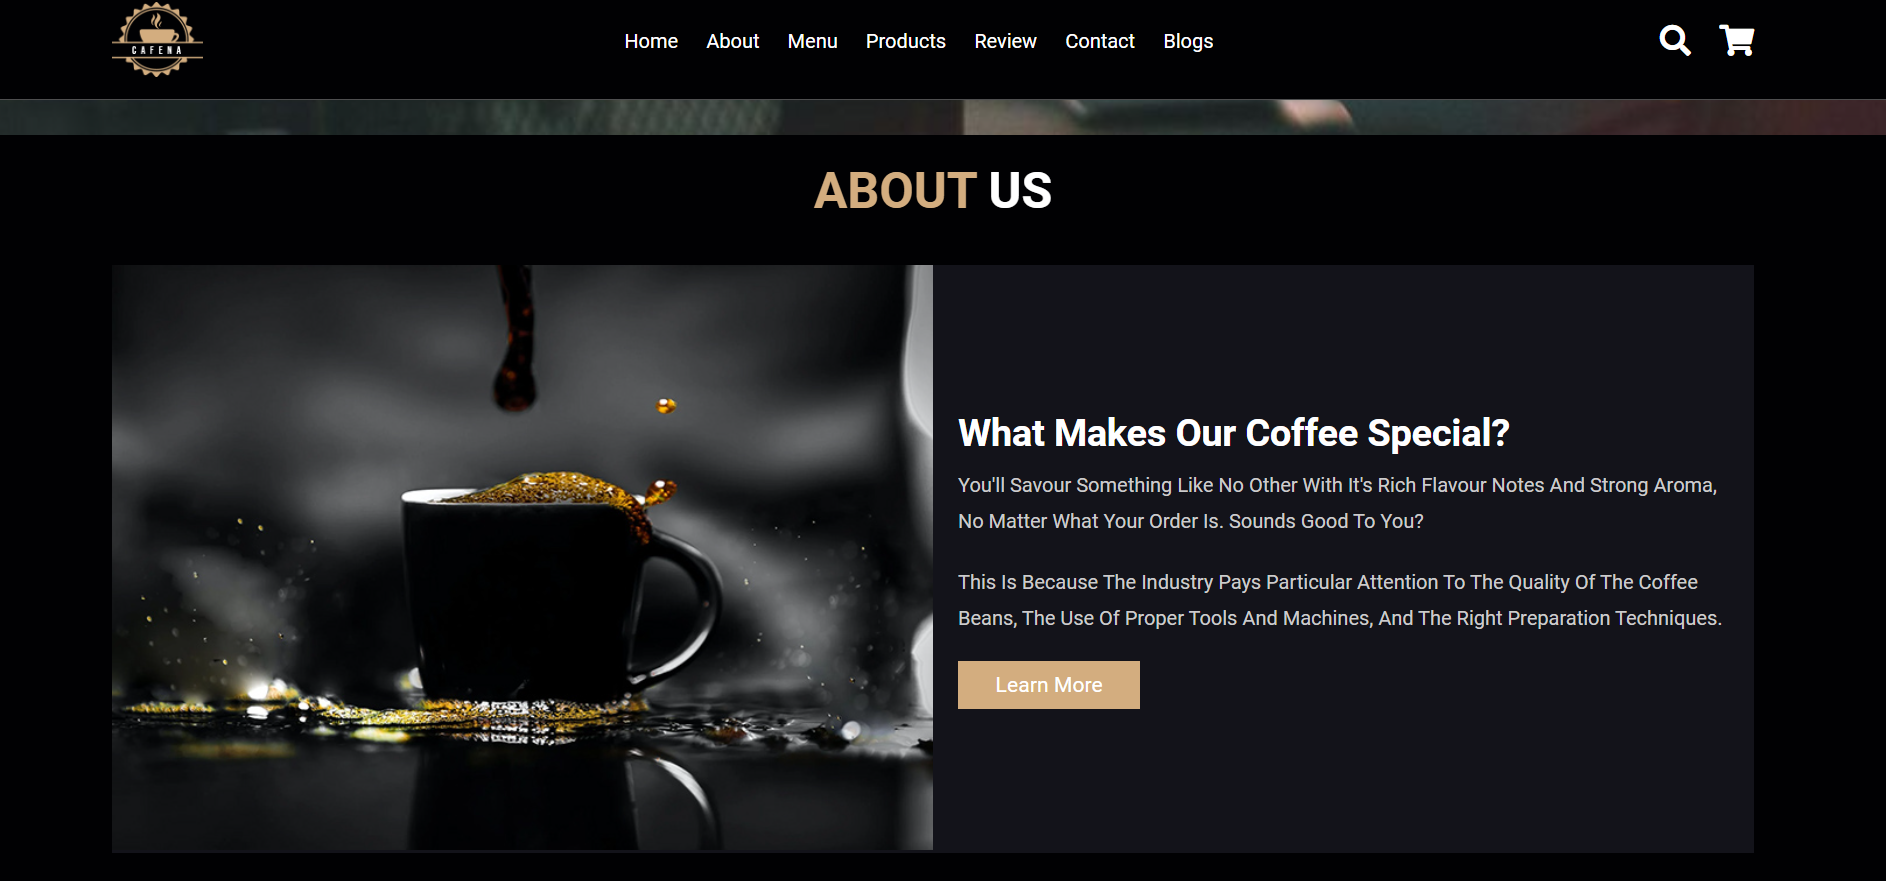 CAFENA
Home About Menu Products Review Contact Blogs
ABOUT US
What Makes Our Coffee Special?
You'll Savour Something Like No Other With It's Rich Flavour Notes And Strong Aroma,
No Matter What Your Order Is. Sounds Good To You?
This Is Because The Industry Pays Particular Attention To The Quality Of The Coffee
Beans, The Use Of Proper Tools And Machines, And The Right Preparation Techniques.
Learn More